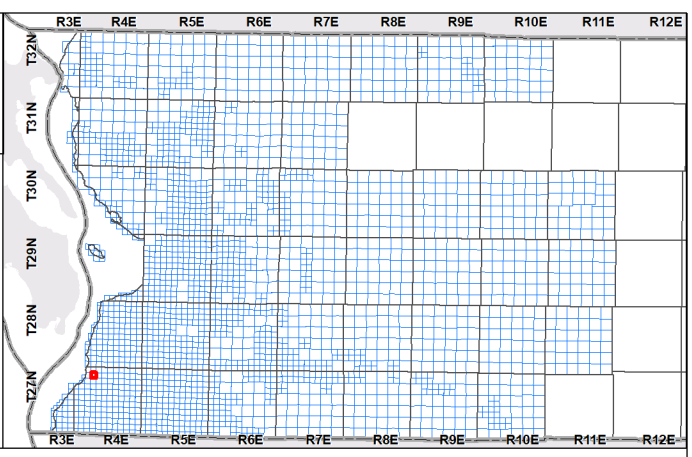 R3E R4E R5E R6E R7E R8E R9E R10E R11E R12E
T32N
T31N
T30N
T29N
T28N
T27N
R3E R4E R5E R6E R7E R8E R9E R10E R11E R12E